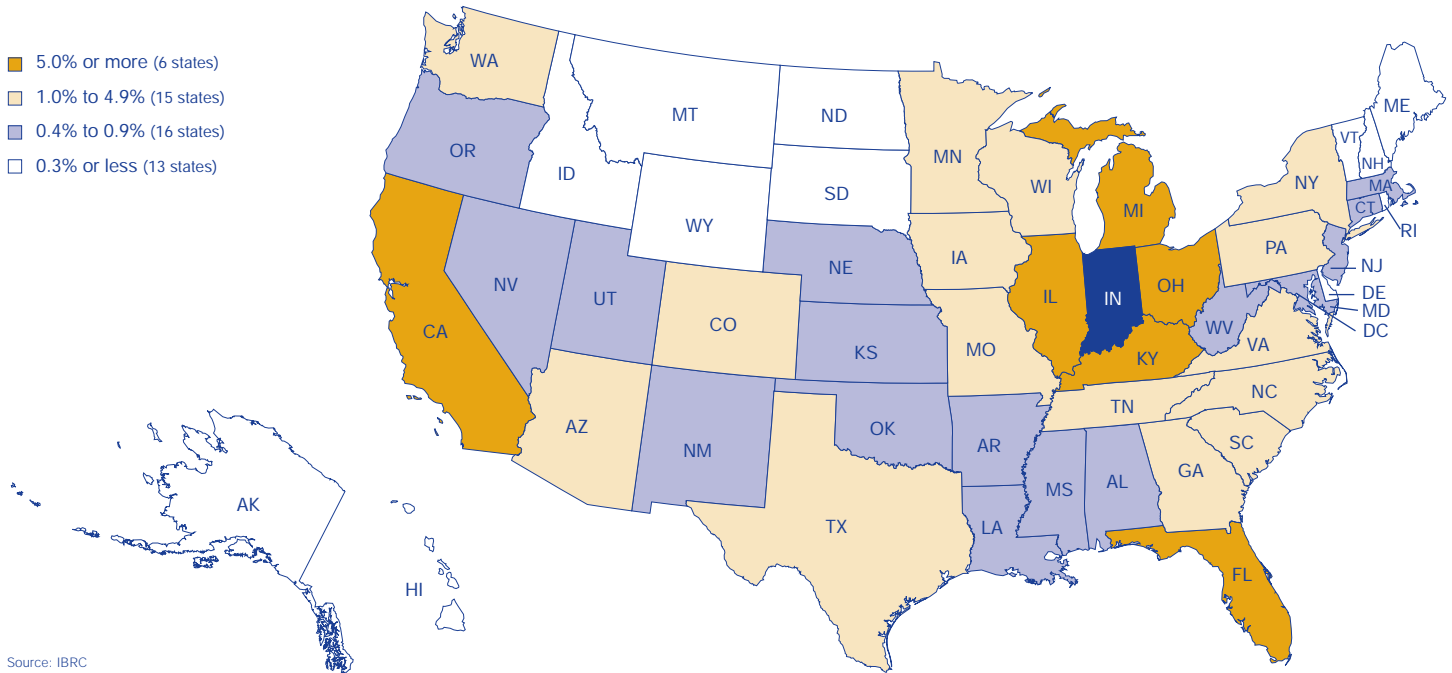 5.0% or more (6 states)
1.0% to 4.9% (15 states)
0.4% to 0.9% (16 states)
0.3% or less (13 states)
WA
MT
ND
MN
ME
VT
NH
OR
ID
SD
WI
MI
NY
MA
CT
RI
WY
IA
PA
NJ
NE
NV
UT
CO
IL
IN
OH
DE
MD
DC
CA
KS
MO
KY
WV
VA
AZ
NM
OK
AR
TN
NC
SC
MS
AL
GA
TX
LA
FL
AK
HI
Source: IBRC